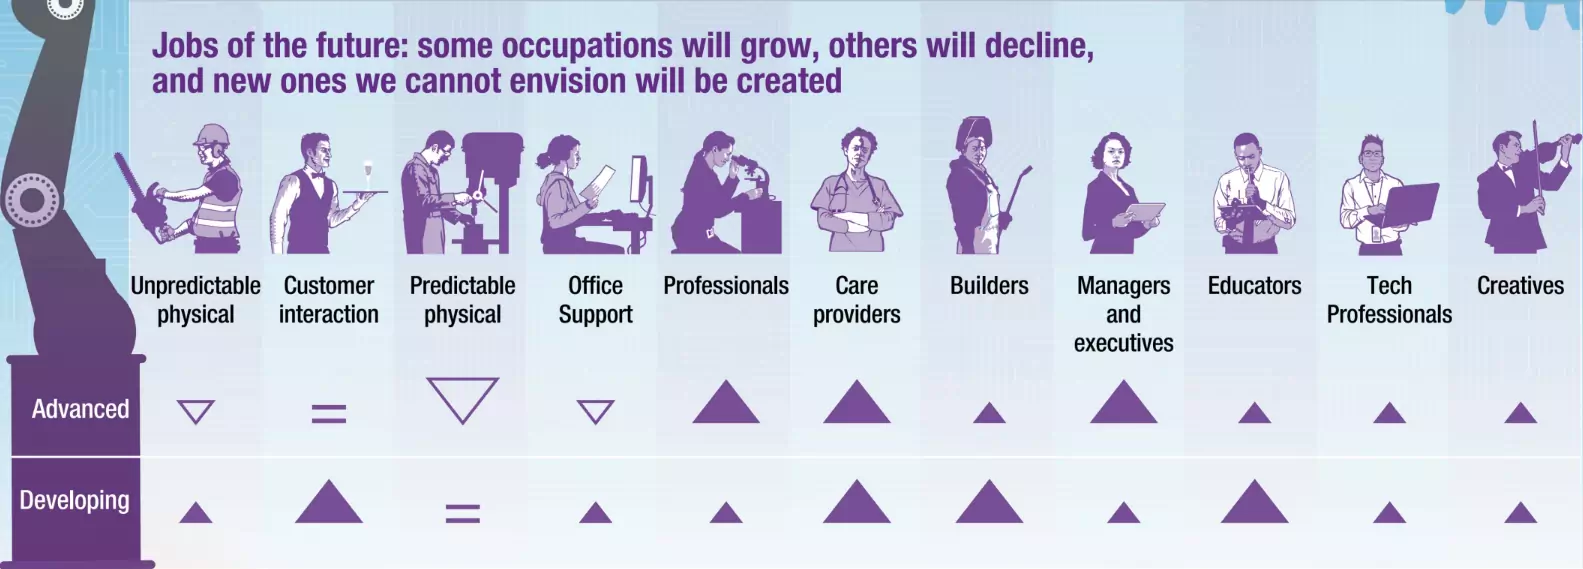 Jobs of the future: some occupations will grow, others will decline,
and new ones we cannot envision will be created
Unpredictable
physical
Customer
interaction
Predictable
physical
Office
Support
Professionals
Care
providers
Builders
Managers
and
executives
Educators
Tech
Professionals
Creatives
Advanced
=
Developing
=